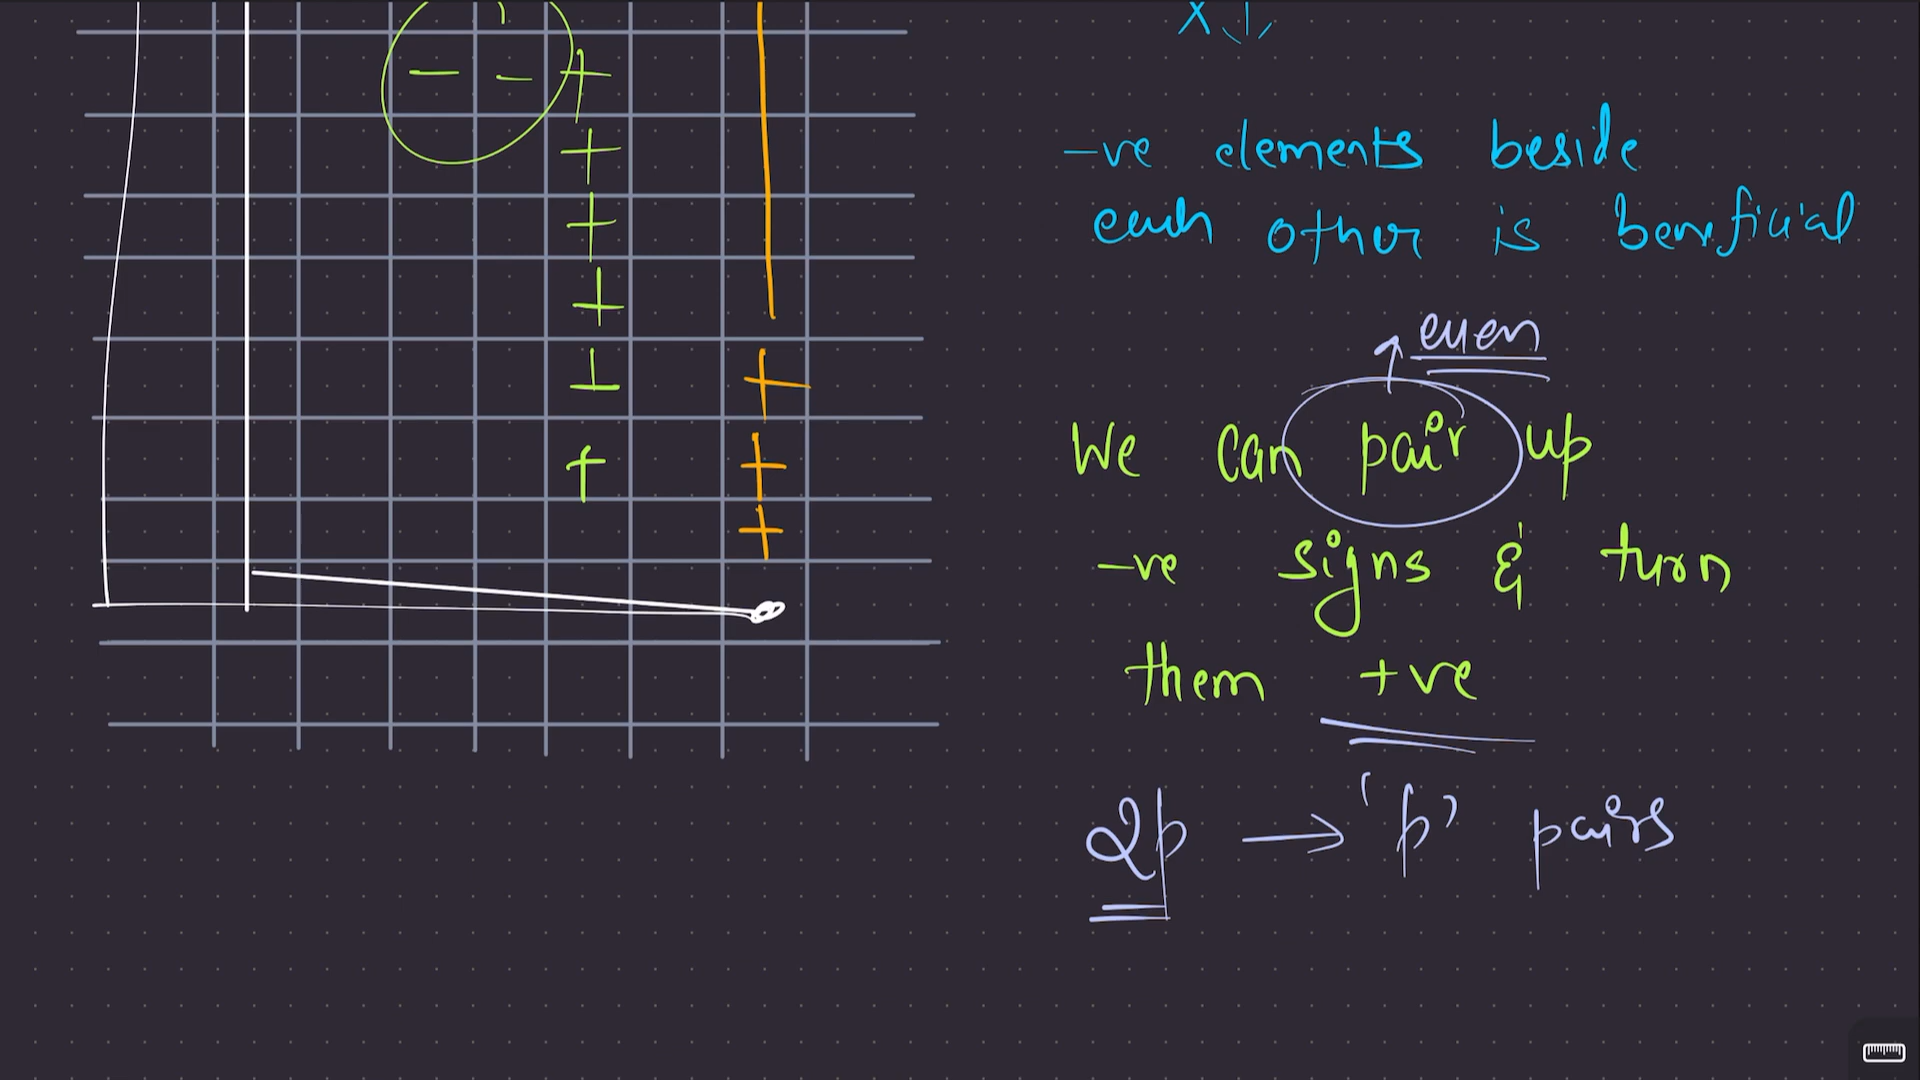 - - +
+
+
+
+
+
+
+
+
-ve elements beside
each other is beneficial
even
We can pair up
-ve signs & turn
them +ve
2p → 'p' pairs